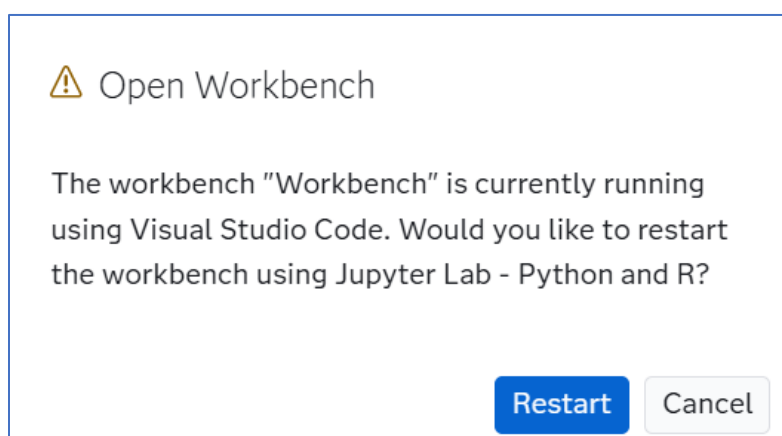 Open Workbench
The workbench "Workbench" is currently running
using Visual Studio Code. Would you like to restart
the workbench using Jupyter Lab - Python and R?
Restart Cancel